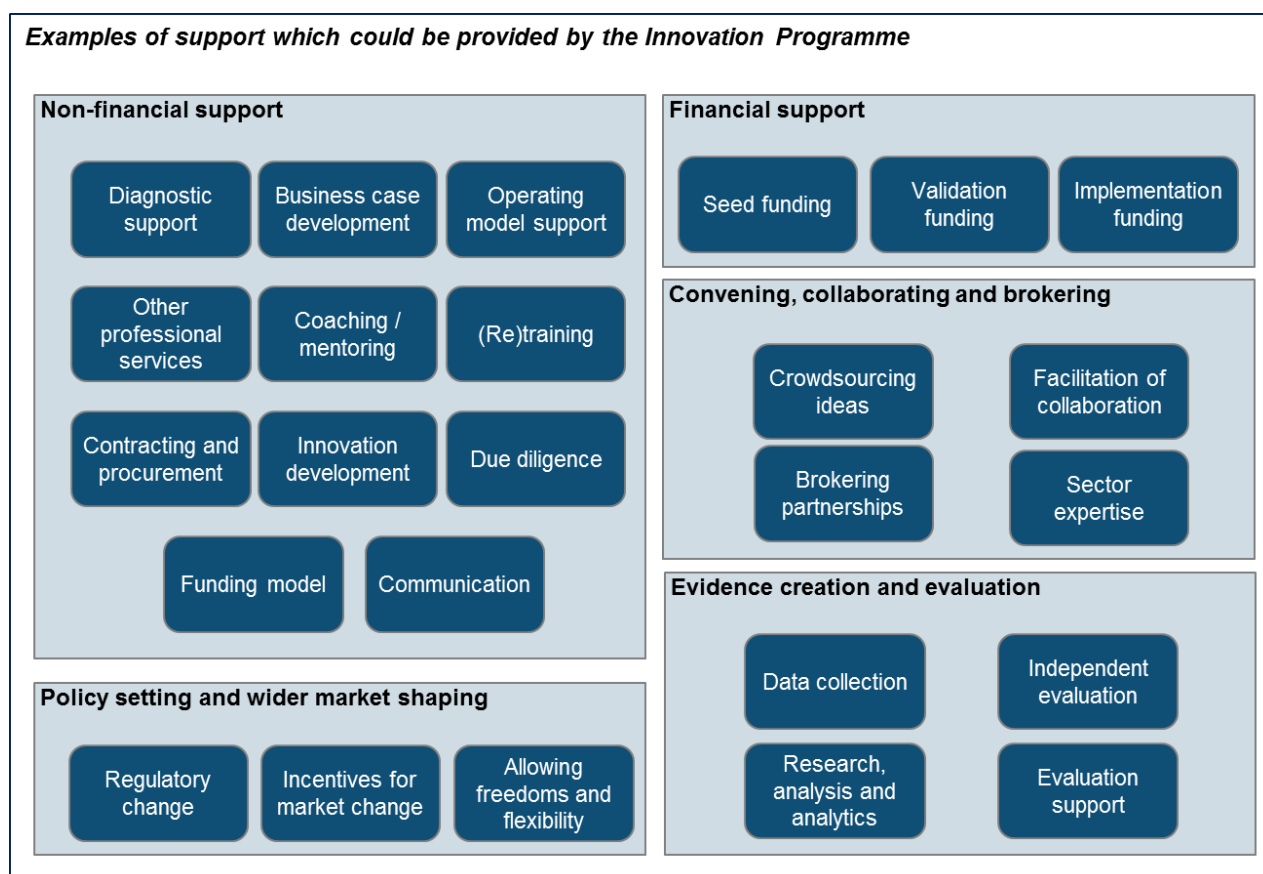 Examples of support which could be provided by the Innovation Programme
Non-financial support
Diagnostic
support
Business case
development
Operating
model support
Other
professional
services
Coaching /
mentoring
(Re)training
Contracting and
procurement
Innovation
development
Due diligence
Funding model
Communication
Policy setting and wider market shaping
Regulatory
change
Incentives for
market change
Allowing
freedoms and
flexibility
Financial support
Seed funding
Validation
funding
Implementation
funding
Convening, collaborating and brokering
Crowdsourcing
ideas
Facilitation of
collaboration
Brokering
partnerships
Sector
expertise
Evidence creation and evaluation
Data collection
Independent
evaluation
Research,
analysis and
analytics
Evaluation
support